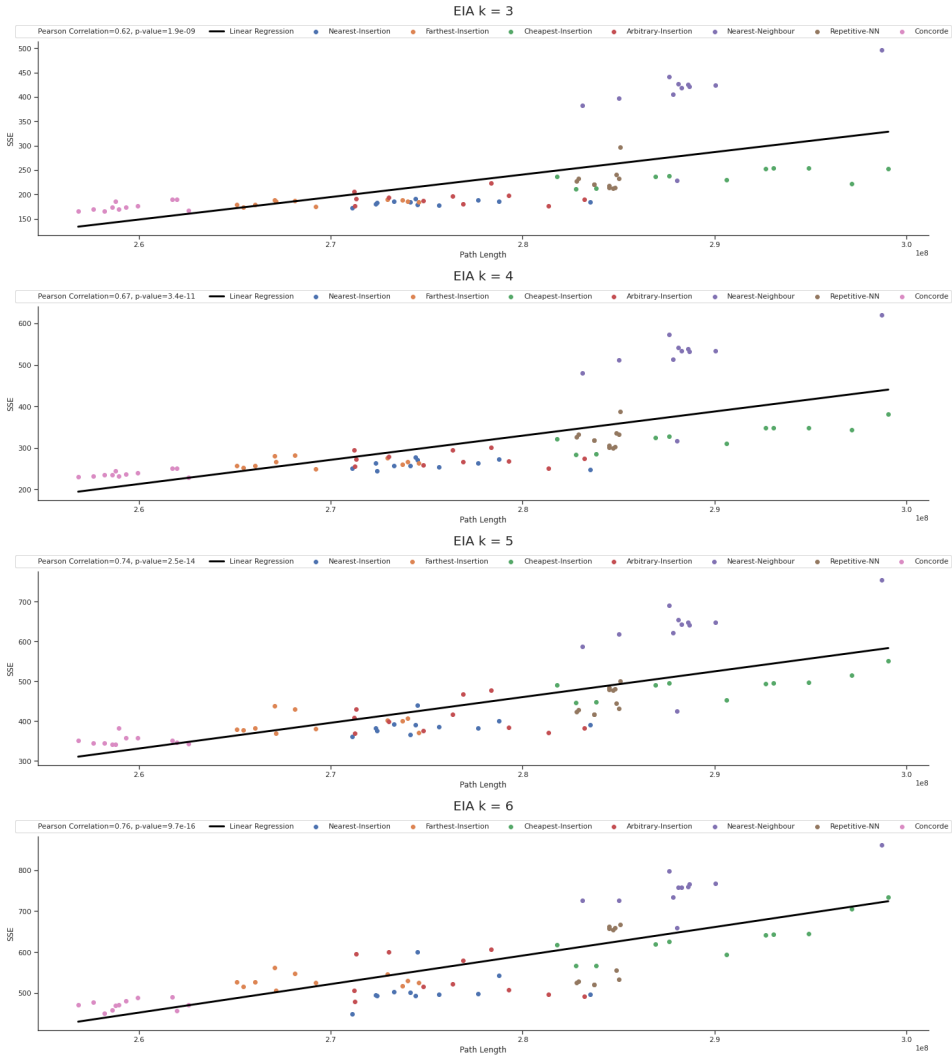 EIA k = 3
Pearson Correlation=0.62, p-value=1.9e-09 Linear Regression Nearest-Insertion Farthest-Insertion Cheapest-Insertion Arbitrary-Insertion Nearest-Neighbour Repetitive-NN Concorde
500
450
400
350
300
250
200
150
SSE
2.6 2.7 2.8 2.9 3.0
Path Length
1e8
EIA k = 4
Pearson Correlation=0.67, p-value=3.4e-11 Linear Regression Nearest-Insertion Farthest-Insertion Cheapest-Insertion Arbitrary-Insertion Nearest-Neighbour Repetitive-NN Concorde
600
500
400
300
200
SSE
2.6 2.7 2.8 2.9 3.0
Path Length
1e8
EIA k = 5
Pearson Correlation=0.74, p-value=2.5e-14 Linear Regression Nearest-Insertion Farthest-Insertion Cheapest-Insertion Arbitrary-Insertion Nearest-Neighbour Repetitive-NN Concorde
700
600
500
400
300
SSE
2.6 2.7 2.8 2.9 3.0
Path Length
1e8
EIA k = 6
Pearson Correlation=0.76, p-value=9.7e-16 Linear Regression Nearest-Insertion Farthest-Insertion Cheapest-Insertion Arbitrary-Insertion Nearest-Neighbour Repetitive-NN Concorde
800
700
600
500
SSE
2.6 2.7 2.8 2.9 3.0
Path Length
1e8